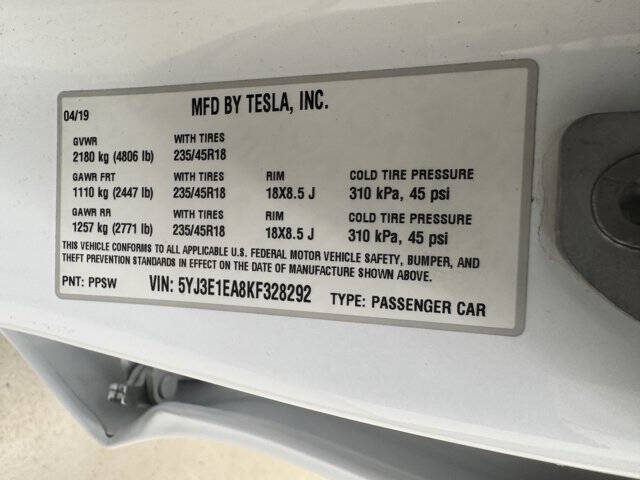 04/19 MFD BY TESLA, INC.
GVWR WITH TIRES
2180 kg (4806 lb) 235/45R18
GAWR FRT WITH TIRES RIM COLD TIRE PRESSURE
1110 kg (2447 lb) 235/45R18 18X8.5 J 310 kPa, 45 psi
GAWR RR WITH TIRES RIM COLD TIRE PRESSURE
1257 kg (2771 lb) 235/45R18 18X8.5 J 310 kPa, 45 psi
THIS VEHICLE CONFORMS TO ALL APPLICABLE U.S. FEDERAL MOTOR VEHICLE SAFETY, BUMPER, AND
THEFT PREVENTION STANDARDS IN EFFECT ON THE DATE OF MANUFACTURE SHOWN ABOVE.
PNT: PPSW VIN: 5YJ3E1EA8KF328292 TYPE: PASSENGER CAR